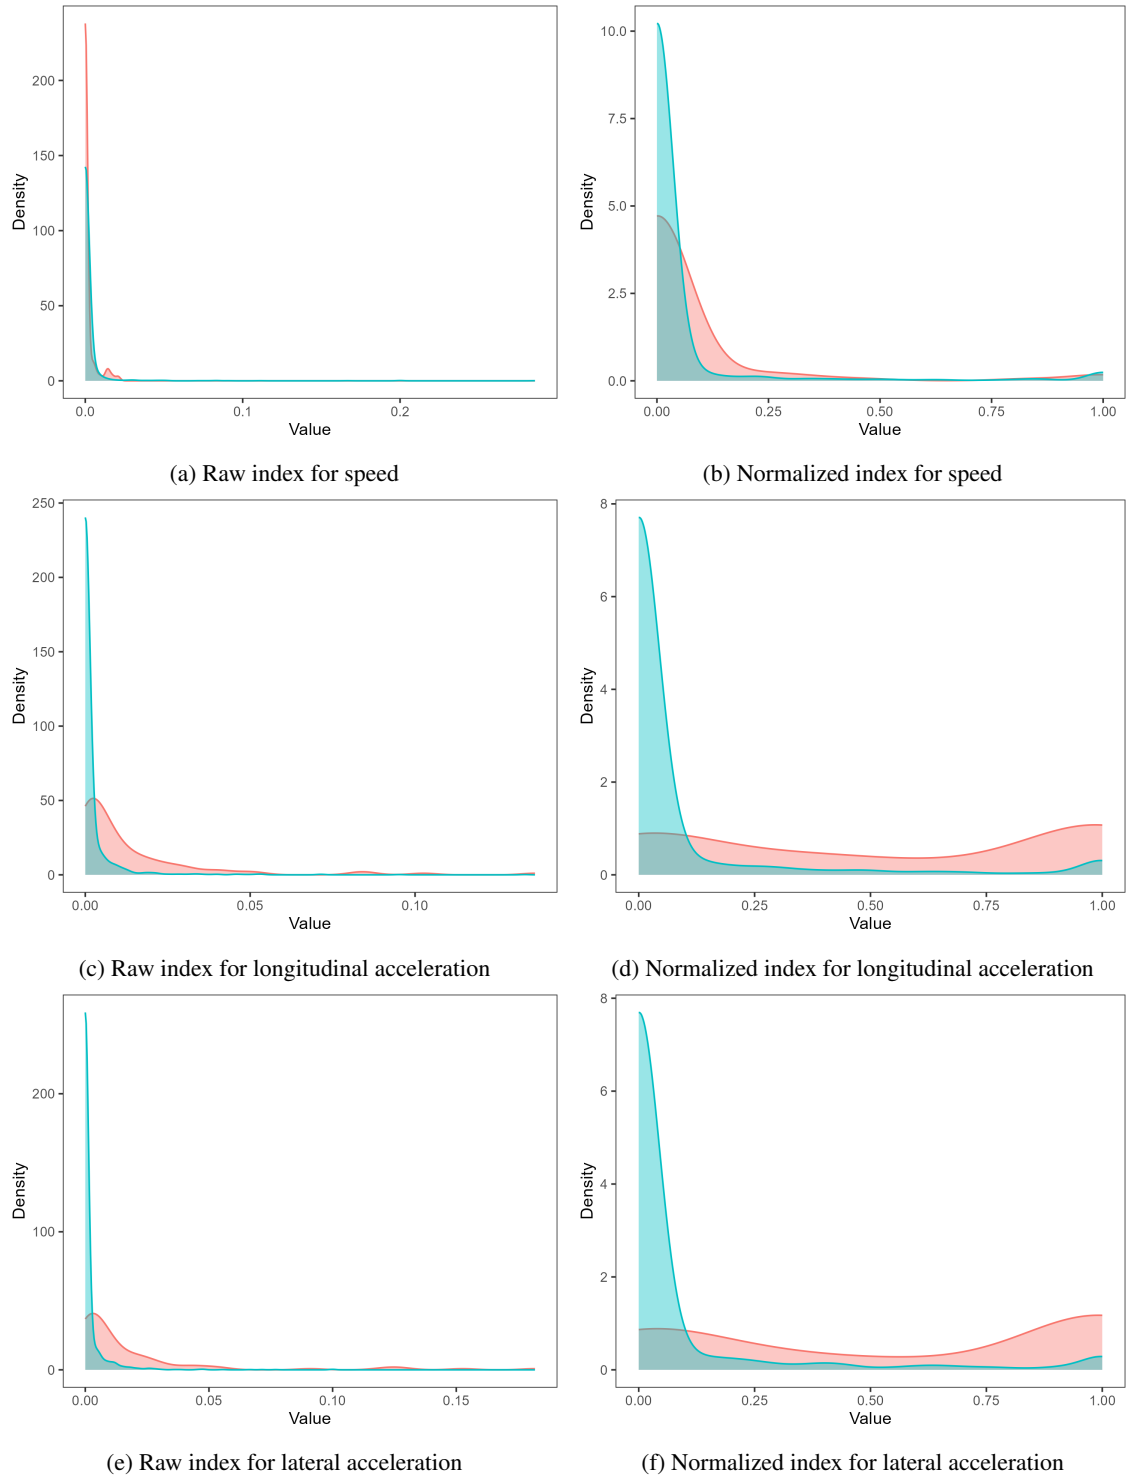 200
150
100
50
0
Density
0.0 0.1 0.2
Value
(a) Raw index for speed
10.0
7.5
5.0
2.5
0.0
Density
0.00 0.25 0.50 0.75 1.00
Value
(b) Normalized index for speed
250
200
150
100
50
0
Density
0.00 0.05 0.10
Value
(c) Raw index for longitudinal acceleration
8
6
4
2
0
Density
0.00 0.25 0.50 0.75 1.00
Value
(d) Normalized index for longitudinal acceleration
200
100
0
Density
0.00 0.05 0.10 0.15
Value
(e) Raw index for lateral acceleration
8
6
4
2
0
Density
0.00 0.25 0.50 0.75 1.00
Value
(f) Normalized index for lateral acceleration